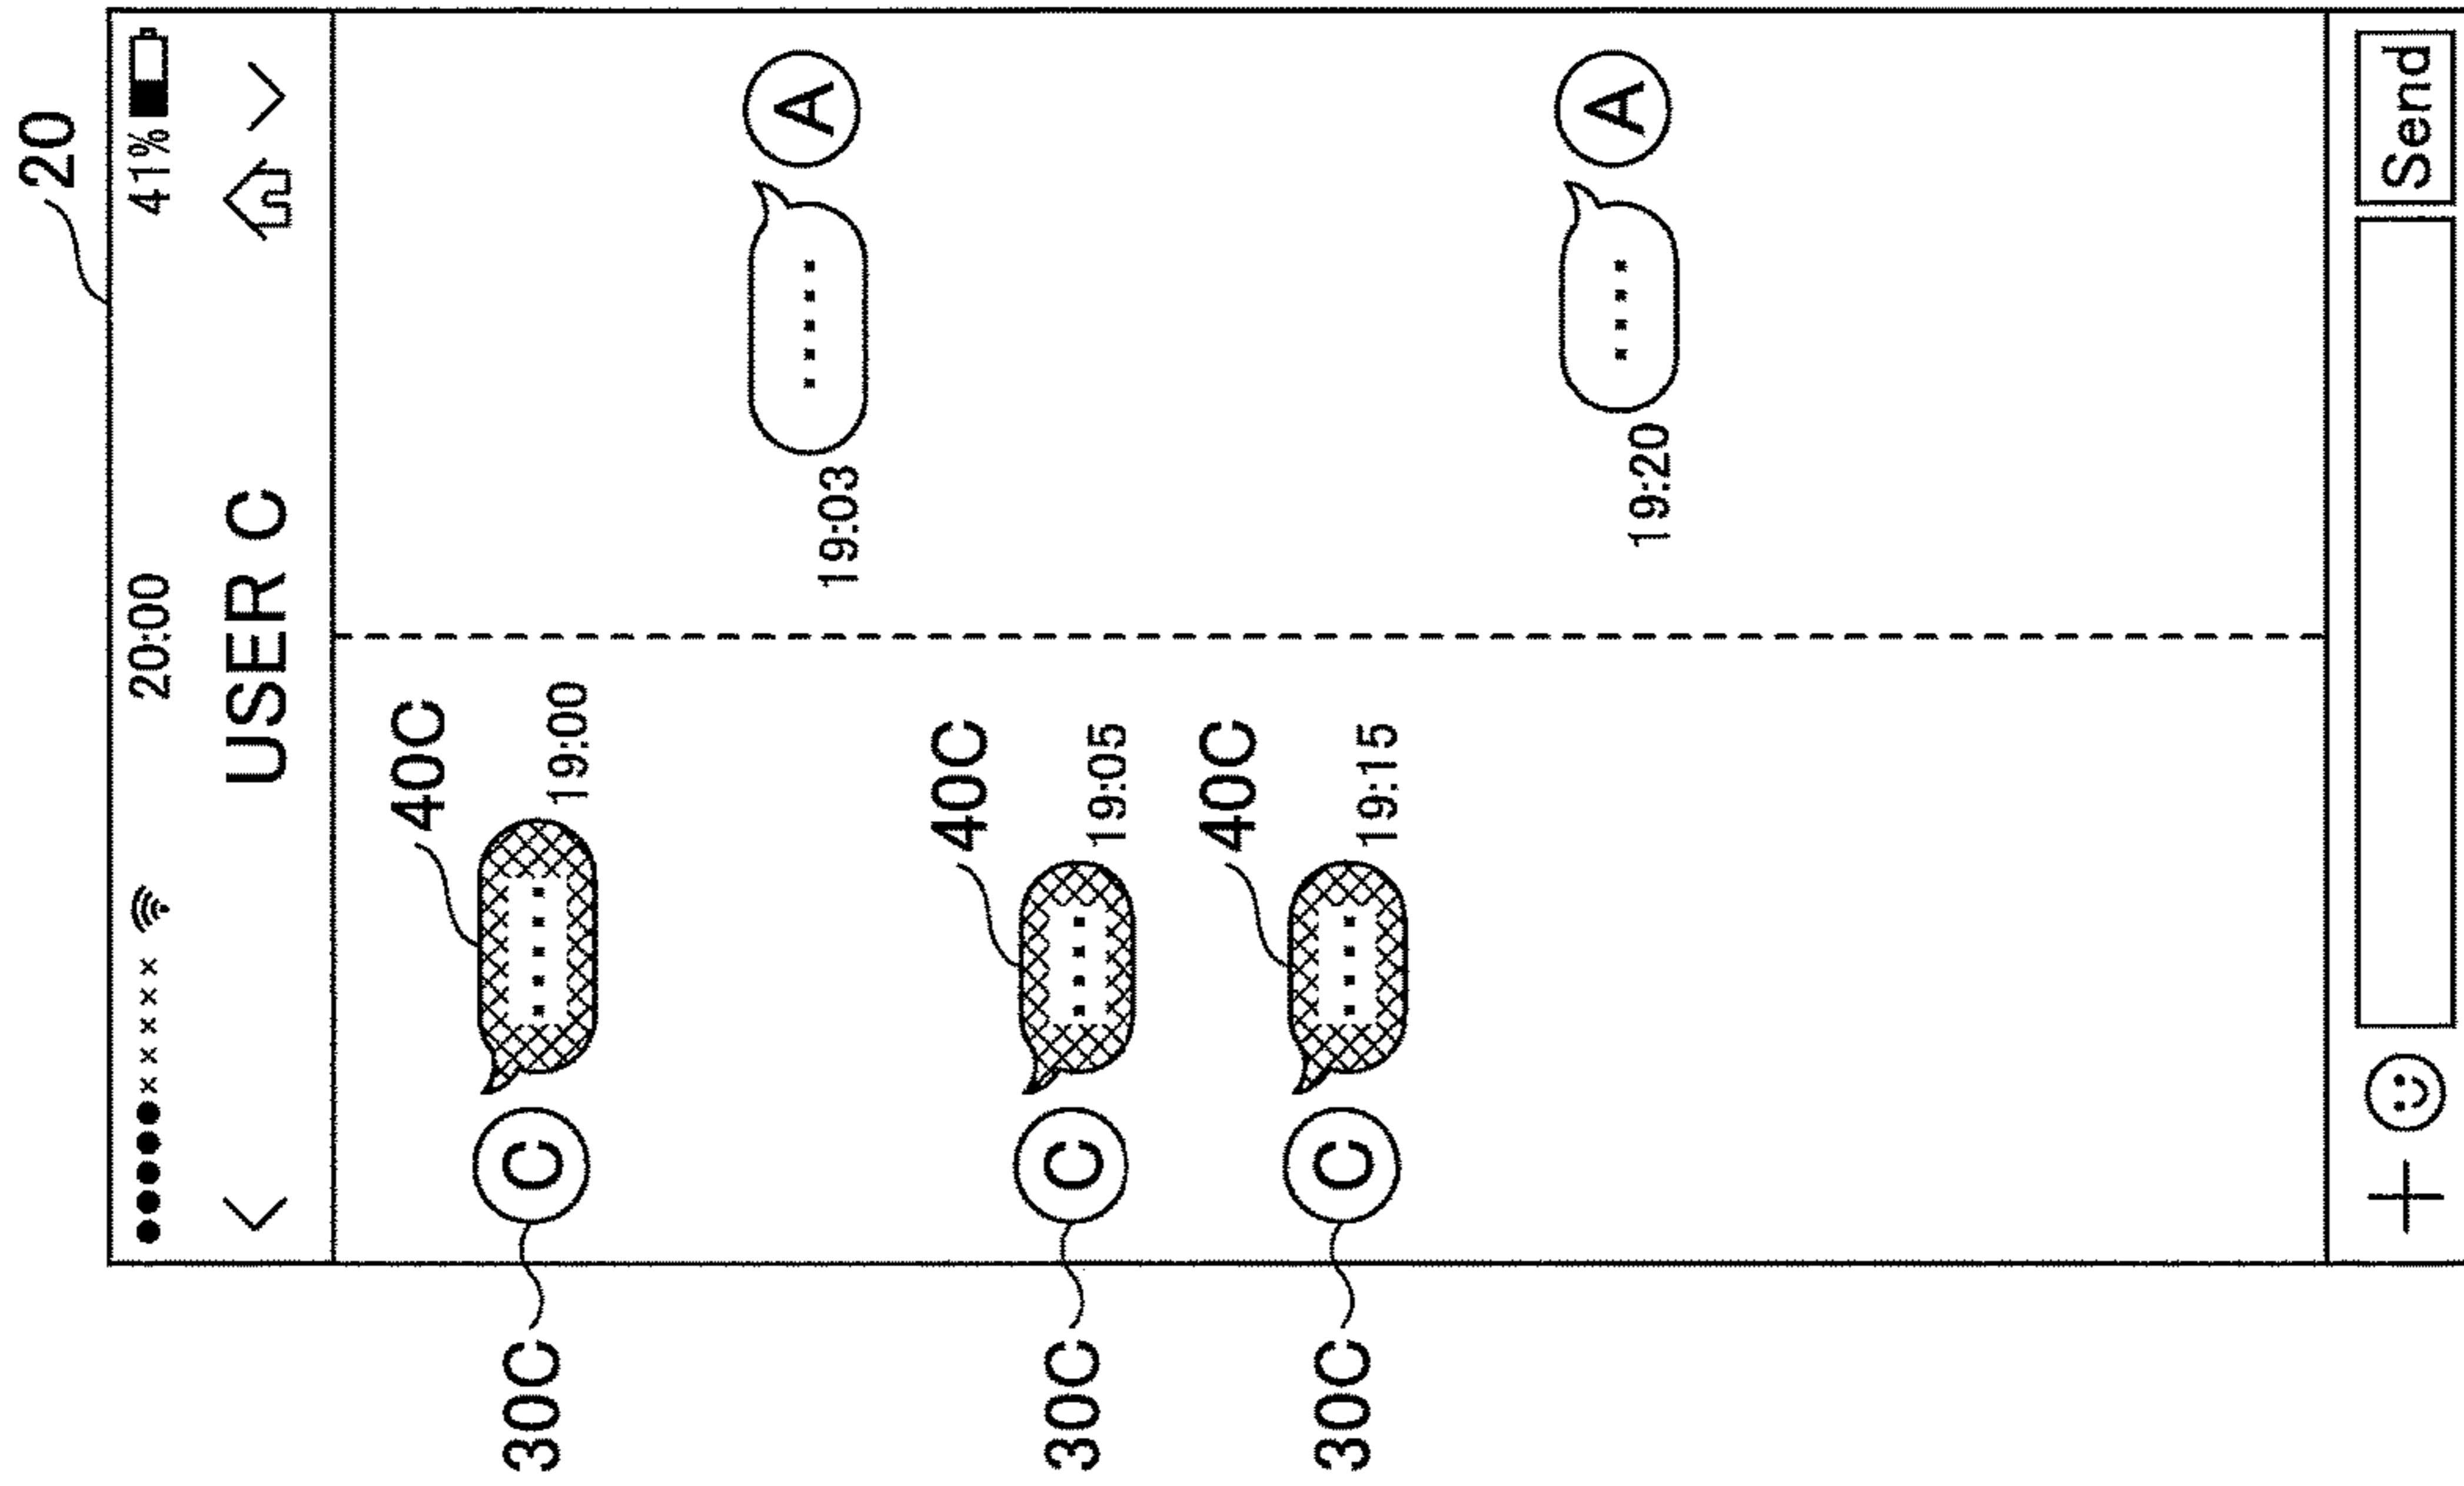 20
20:00 41%
USER C
40C
30C C ..... 19:00
19:03 ..... A
40C
30C C .... 19:05
40C
30C C .... 19:15
19:20 .... A
Send